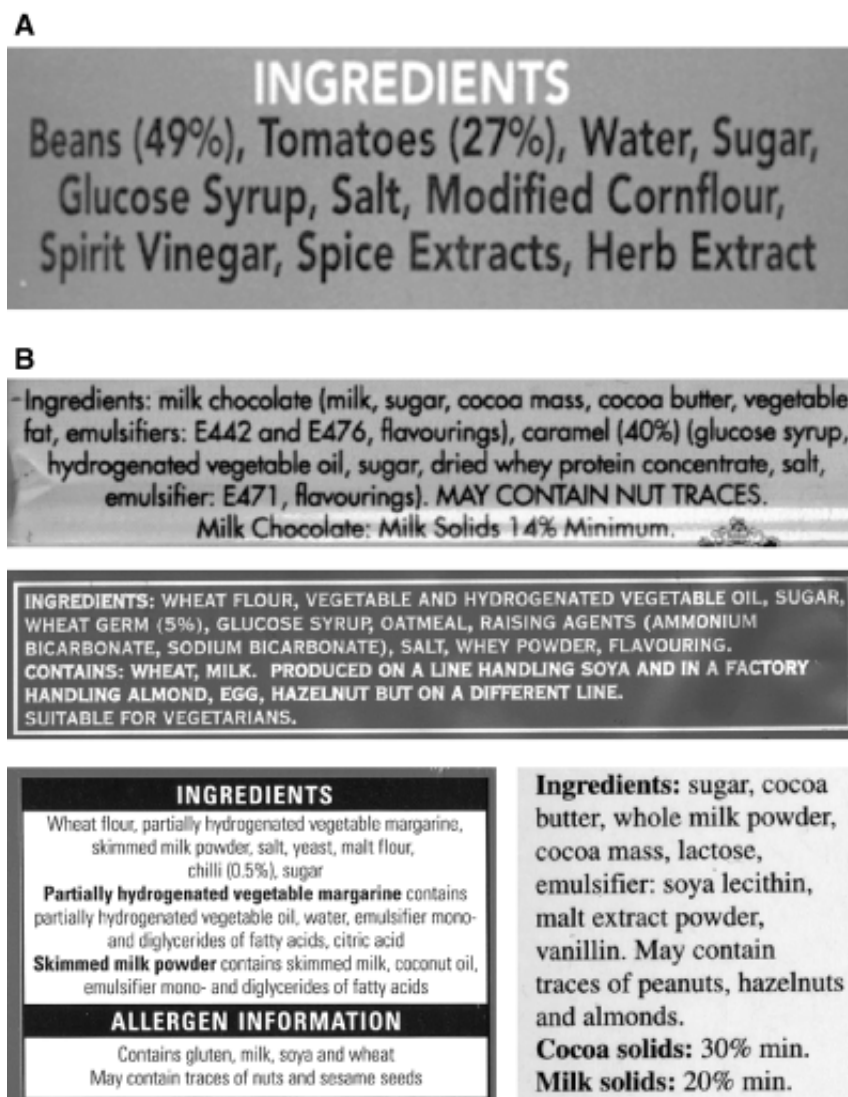 A
INGREDIENTS
Beans (49%), Tomatoes (27%), Water, Sugar,
Glucose Syrup, Salt, Modified Cornflour,
Spirit Vinegar, Spice Extracts, Herb Extract
B
Ingredients: milk chocolate (milk, sugar, cocoa mass, cocoa butter, vegetable
fat, emulsifiers: E442 and E476, flavourings), caramel (40%) (glucose syrup,
hydrogenated vegetable oil, sugar, dried whey protein concentrate, salt,
emulsifier: E471, flavourings). MAY CONTAIN NUT TRACES.
Milk Chocolate: Milk Solids 14% Minimum.
INGREDIENTS: WHEAT FLOUR, VEGETABLE AND HYDROGENATED VEGETABLE OIL, SUGAR,
WHEAT GERM (5%), GLUCOSE SYRUP, OATMEAL, RAISING AGENTS (AMMONIUM
BICARBONATE, SODIUM BICARBONATE), SALT, WHEY POWDER, FLAVOURING.
CONTAINS: WHEAT, MILK. PRODUCED ON A LINE HANDLING SOYA AND IN A FACTORY
HANDLING ALMOND, EGG, HAZELNUT BUT ON A DIFFERENT LINE.
SUITABLE FOR VEGETARIANS.
INGREDIENTS
Wheat flour, partially hydrogenated vegetable margarine,
skimmed milk powder, salt, yeast, malt flour,
chilli (0.5%), sugar
Partially hydrogenated vegetable margarine contains
partially hydrogenated vegetable oil, water, emulsifier mono-
and diglycerides of fatty acids, citric acid
Skimmed milk powder contains skimmed milk, coconut oil,
emulsifier mono- and diglycerides of fatty acids
ALLERGEN INFORMATION
Contains gluten, milk, soya and wheat
May contain traces of nuts and sesame seeds
Ingredients: sugar, cocoa
butter, whole milk powder,
cocoa mass, lactose,
emulsifier: soya lecithin,
malt extract powder,
vanillin. May contain
traces of peanuts, hazelnuts
and almonds.
Cocoa solids: 30% min.
Milk solids: 20% min.